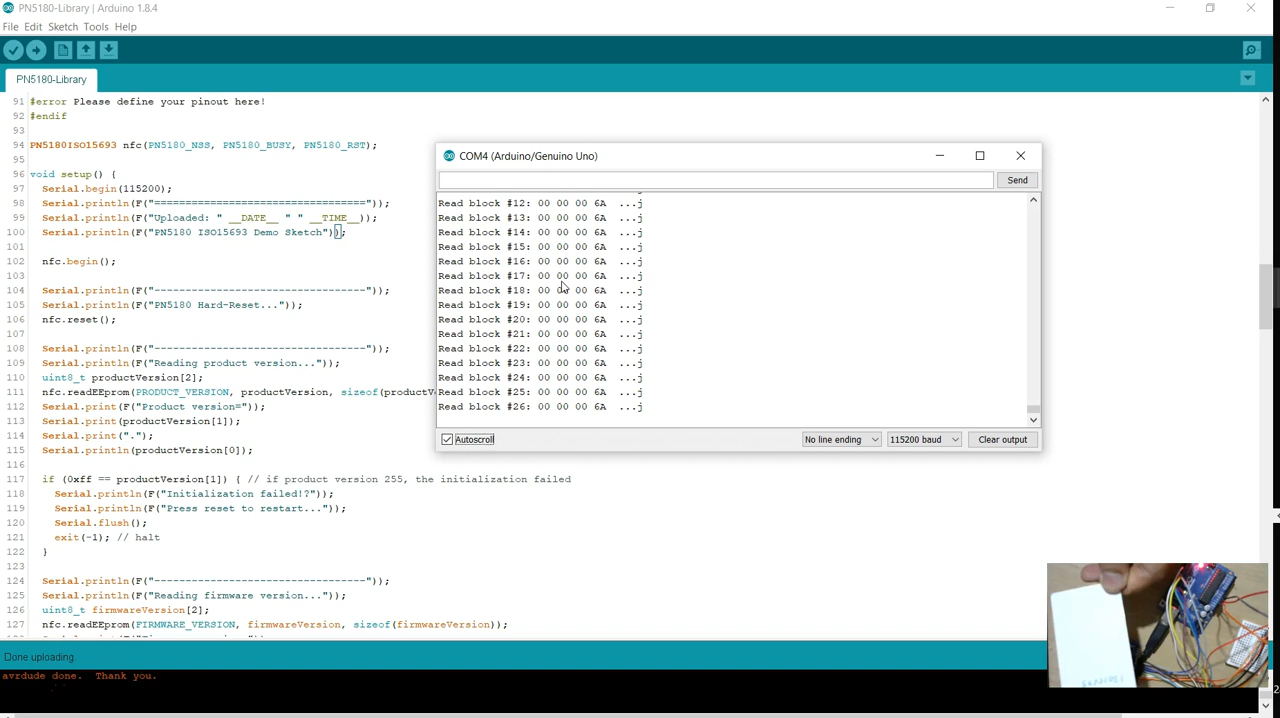 PN5180-Library | Arduino 1.8.4
File Edit Sketch Tools Help
PN5180-Library
91 #error Please define your pinout here!
92 #endif
93
94 PN5180ISO15693 nfc(PN5180_NSS, PN5180_BUSY, PN5180_RST);
95
96 void setup() {
97 Serial.begin(115200);
98 Serial.println(F("=================================="));
99 Serial.println(F("Uploaded: " __DATE__ " " __TIME__));
100 Serial.println(F("PN5180 ISO15693 Demo Sketch"));
101
102 nfc.begin();
103
104 Serial.println(F("----------------------------------"));
105 Serial.println(F("PN5180 Hard-Reset..."));
106 nfc.reset();
107
108 Serial.println(F("----------------------------------"));
109 Serial.println(F("Reading product version..."));
110 uint8_t productVersion[2];
111 nfc.readEEprom(PRODUCT_VERSION, productVersion, sizeof(productV
112 Serial.print(F("Product version="));
113 Serial.print(productVersion[1]);
114 Serial.print(".");
115 Serial.println(productVersion[0]);
116
117 if (0xff == productVersion[1]) { // if product version 255, the initialization failed
118 Serial.println(F("Initialization failed!?"));
119 Serial.println(F("Press reset to restart..."));
120 Serial.flush();
121 exit(-1); // halt
122 }
123
124 Serial.println(F("----------------------------------"));
125 Serial.println(F("Reading firmware version..."));
126 uint8_t firmwareVersion[2];
127 nfc.readEEprom(FIRMWARE_VERSION, firmwareVersion, sizeof(firmwareVersion));
COM4 (Arduino/Genuino Uno)
Send
Read block #12: 00 00 00 6A ...j
Read block #13: 00 00 00 6A ...j
Read block #14: 00 00 00 6A ...j
Read block #15: 00 00 00 6A ...j
Read block #16: 00 00 00 6A ...j
Read block #17: 00 00 00 6A ...j
Read block #18: 00 00 00 6A ...j
Read block #19: 00 00 00 6A ...j
Read block #20: 00 00 00 6A ...j
Read block #21: 00 00 00 6A ...j
Read block #22: 00 00 00 6A ...j
Read block #23: 00 00 00 6A ...j
Read block #24: 00 00 00 6A ...j
Read block #25: 00 00 00 6A ...j
Read block #26: 00 00 00 6A ...j
Autoscroll
No line ending 115200 baud Clear output
Done uploading.
avrdude done. Thank you.